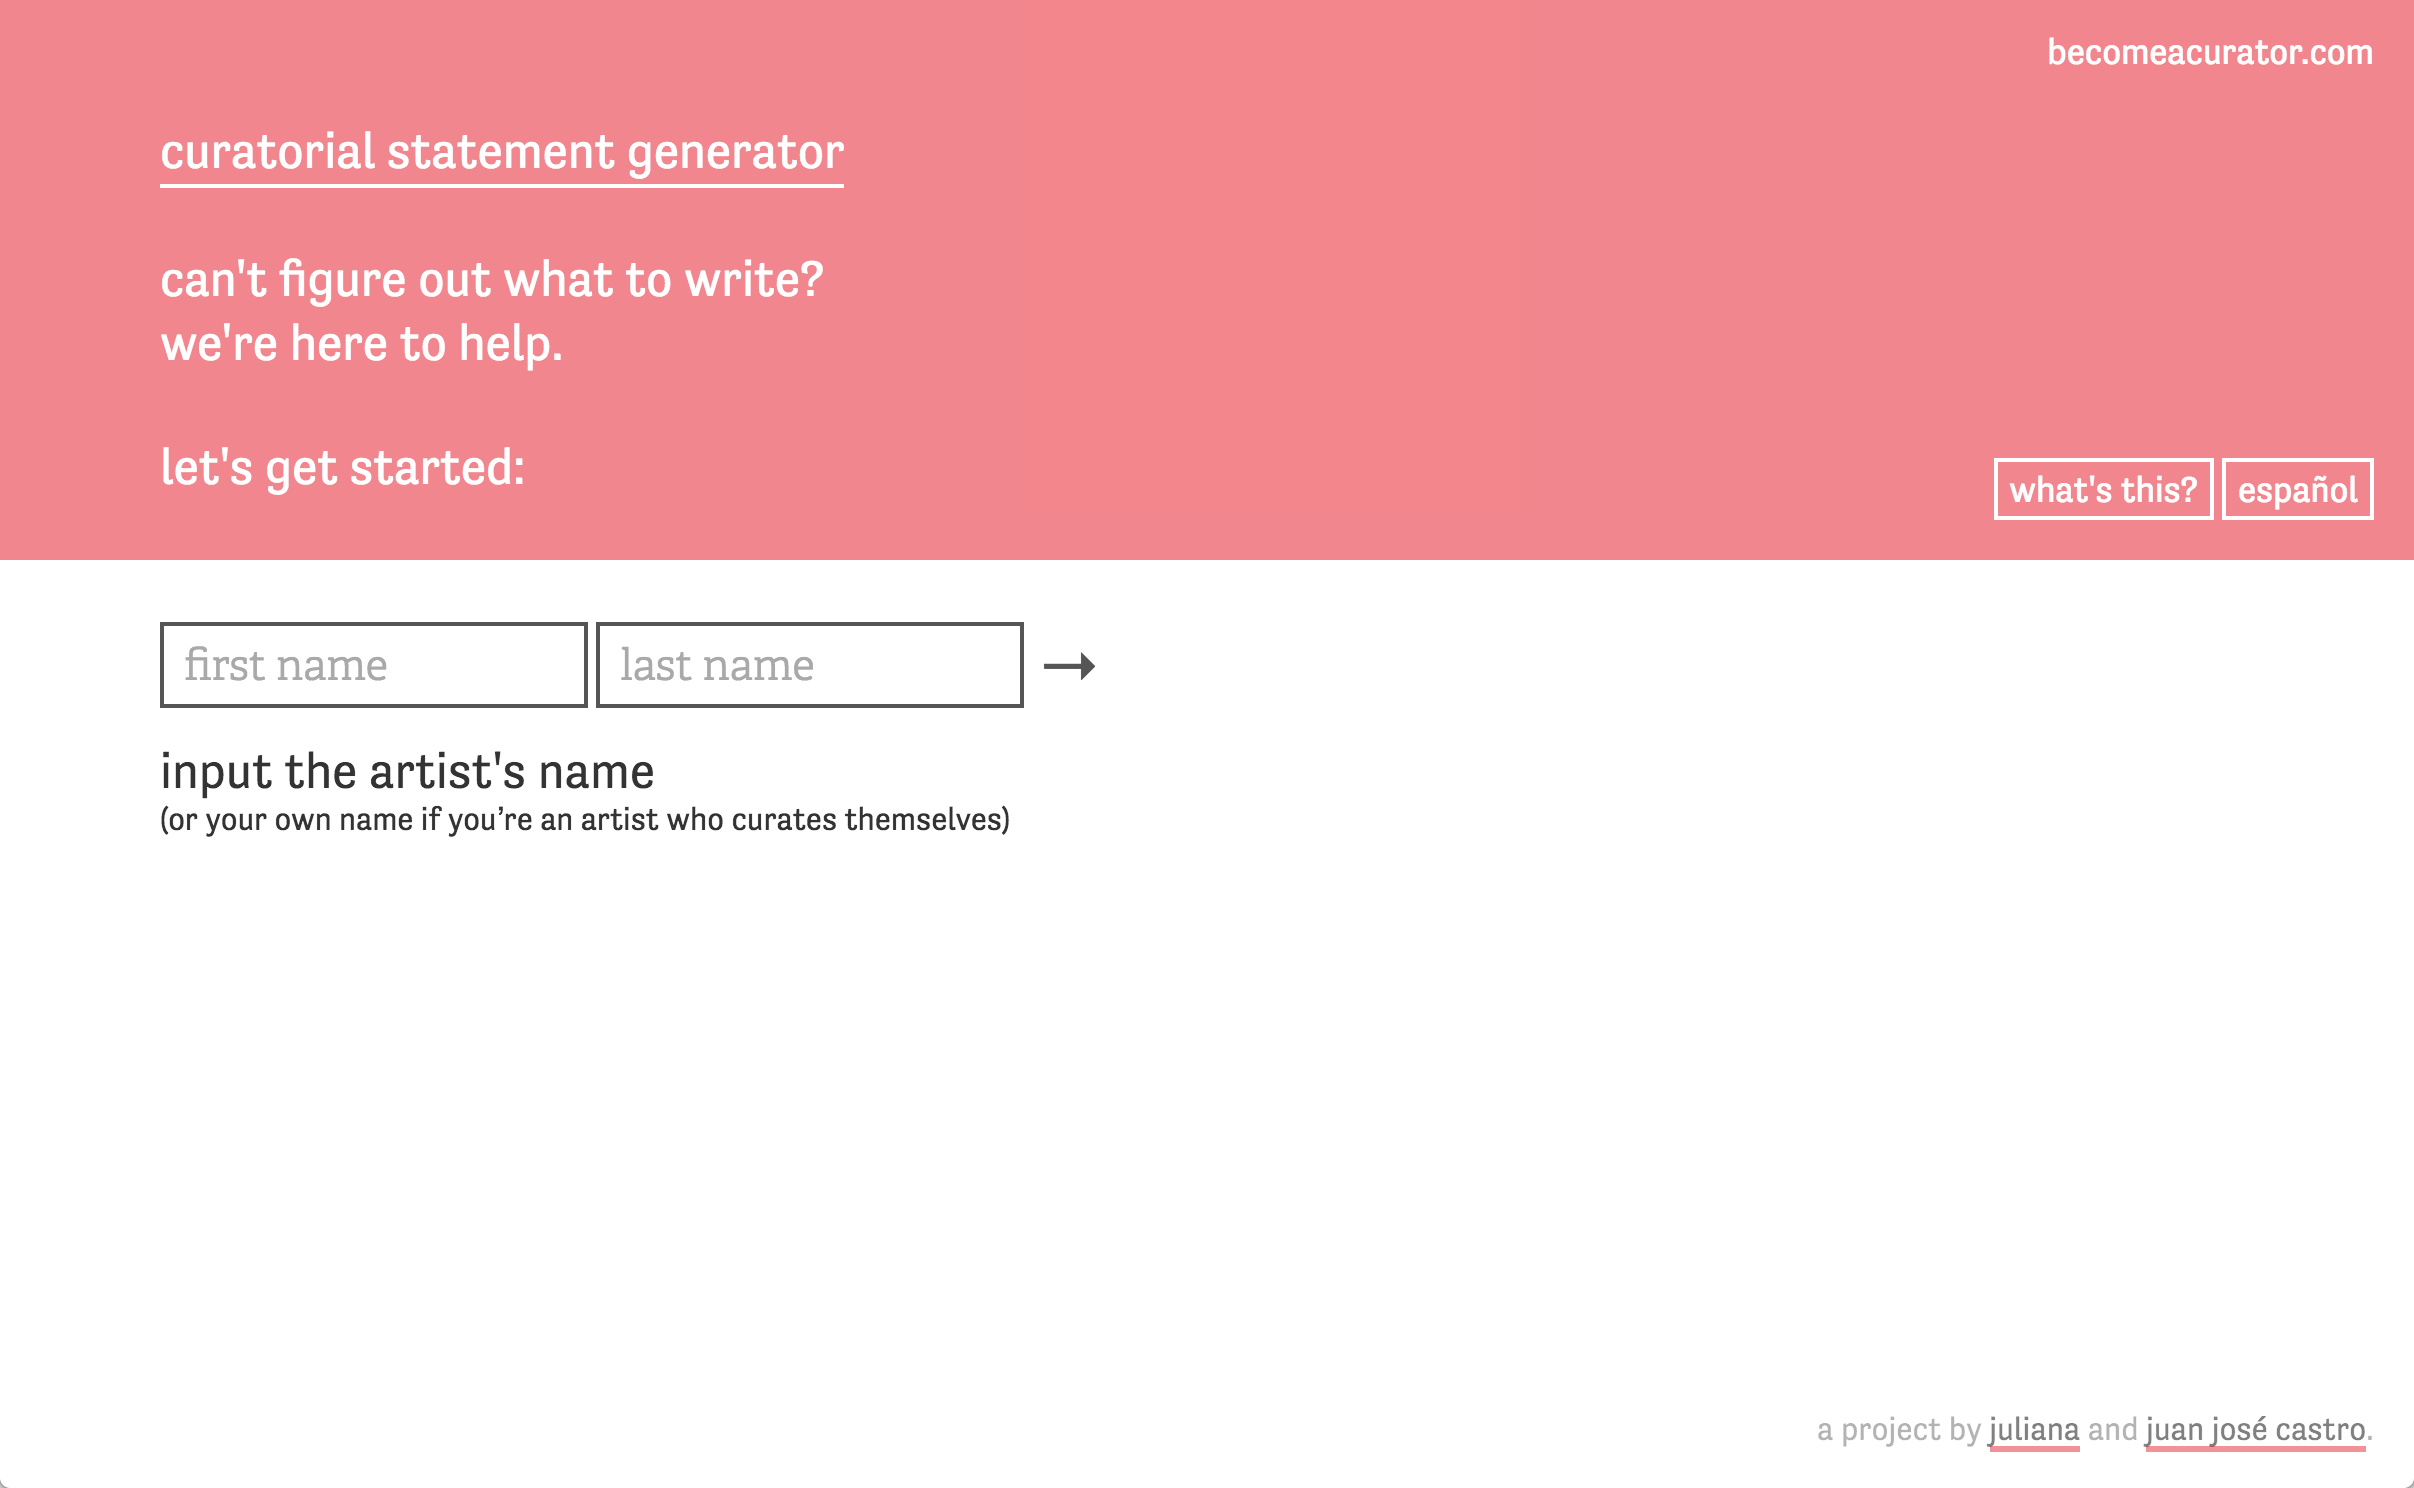 becomeacurator.com
curatorial statement generator
can't figure out what to write?
we're here to help.
let's get started:
what's this? español
first name last name →
input the artist's name
(or your own name if you’re an artist who curates themselves)
a project by juliana and juan josé castro.